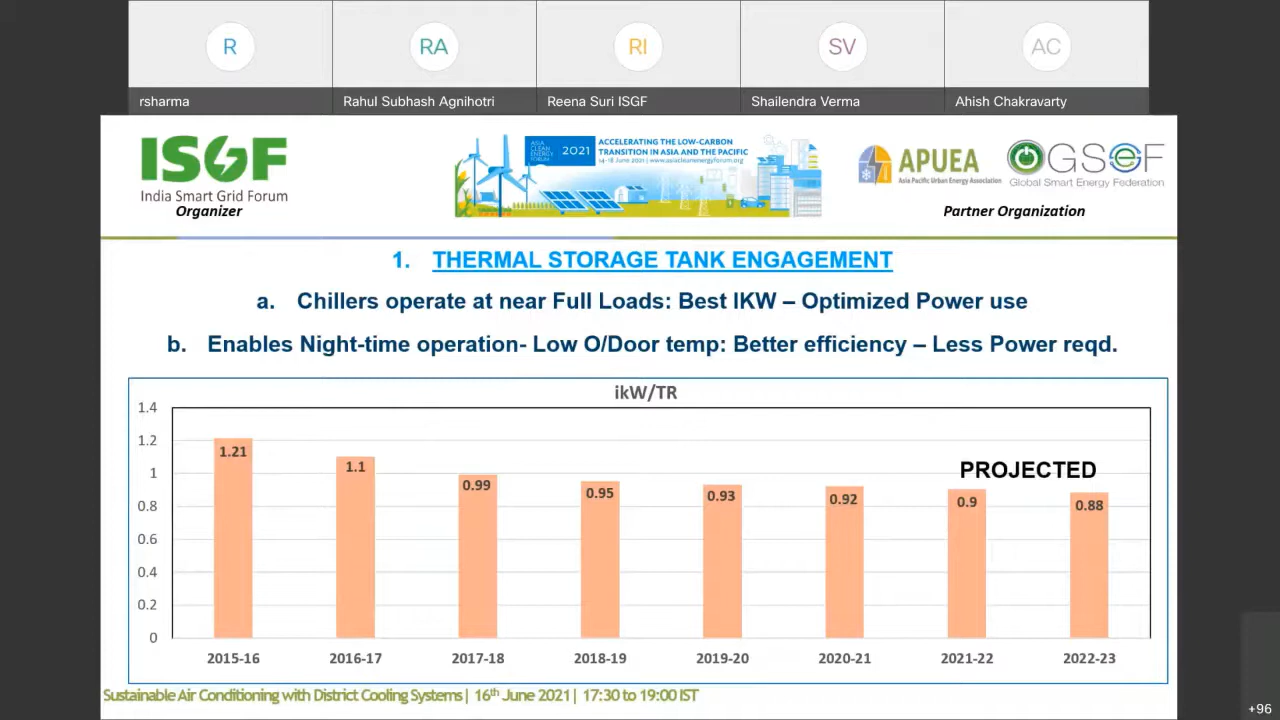 R RA RI SV AC
rsharma Rahul Subhash Agnihotri Reena Suri ISGF Shailendra Verma Ahish Chakravarty
ISGF
India Smart Grid Forum
Organizer
ASIA CLEAN ENERGY FORUM 2021
ACCELERATING THE LOW-CARBON
TRANSITION IN ASIA AND THE PACIFIC
14-18 June 2021 | www.asiacleanenergyforum.org
APUEA
Asia Pacific Urban Energy Association
GSEF
Global Smart Energy Federation
Partner Organization
1. THERMAL STORAGE TANK ENGAGEMENT
a. Chillers operate at near Full Loads: Best IKW – Optimized Power use
b. Enables Night-time operation- Low O/Door temp: Better efficiency – Less Power reqd.
ikW/TR
1.4
1.2
1
0.8
0.6
0.4
0.2
0
1.21 1.1 0.99 0.95 0.93 0.92 0.9 0.88
PROJECTED
2015-16 2016-17 2017-18 2018-19 2019-20 2020-21 2021-22 2022-23
Sustainable Air Conditioning with District Cooling Systems| 16th June 2021| 17:30 to 19:00 IST
+96